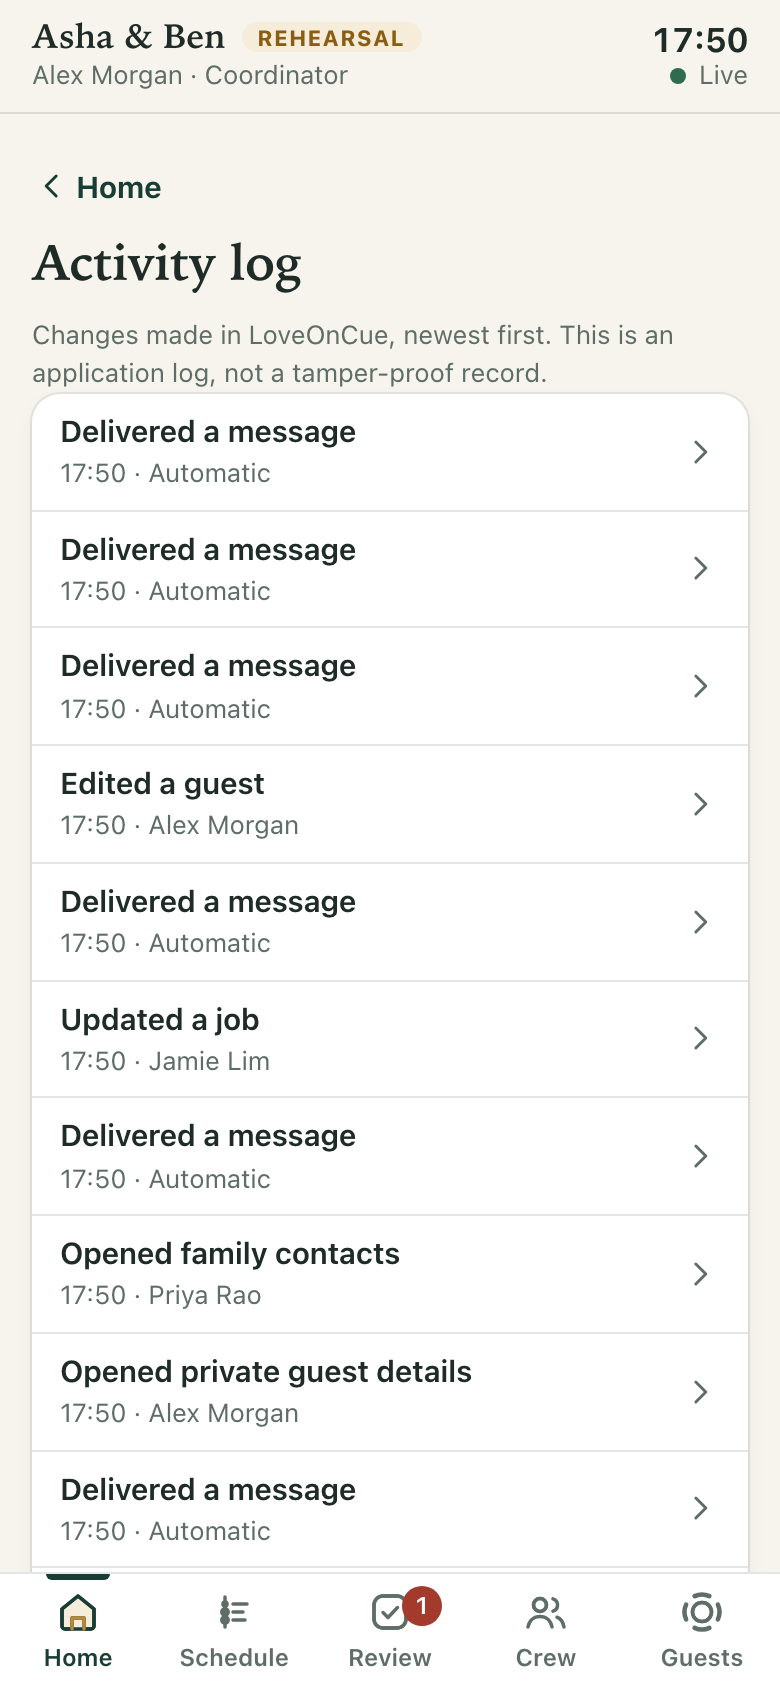 Asha & Ben REHEARSAL 17:50
Alex Morgan · Coordinator Live
Home
Activity log
Changes made in LoveOnCue, newest first. This is an
application log, not a tamper-proof record.
Delivered a message
17:50 · Automatic
Delivered a message
17:50 · Automatic
Delivered a message
17:50 · Automatic
Edited a guest
17:50 · Alex Morgan
Delivered a message
17:50 · Automatic
Updated a job
17:50 · Jamie Lim
Delivered a message
17:50 · Automatic
Opened family contacts
17:50 · Priya Rao
Opened private guest details
17:50 · Alex Morgan
Delivered a message
17:50 · Automatic
1
Home Schedule Review Crew Guests